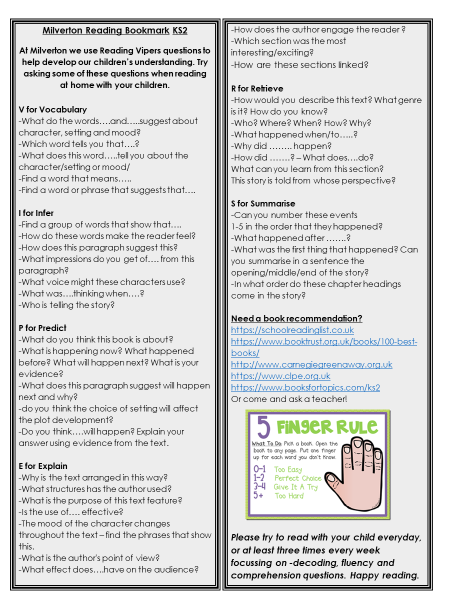 Milverton Reading Bookmark KS2
At Milverton we use Reading Vipers questions to
help develop our children's understanding. Try
asking some of these questions when reading
at home with your children.
V for Vocabulary
-What do the words….and…..suggest about
character, setting and mood?
-Which word tells you that….?
-What does this word…..tell you about the
character/setting or mood/
-Find a word that means…..
-Find a word or phrase that suggests that….
I for Infer
-Find a group of words that show that….
-How do these words make the reader feel?
-How does this paragraph suggest this?
-What impressions do you get of…. from this
paragraph?
-What voice might these characters use?
-What was….thinking when….?
-Who is telling the story?
P for Predict
-What do you think this book is about?
-What is happening now? What happened
before? What will happen next? What is your
evidence?
-What does this paragraph suggest will happen
next and why?
-do you think the choice of setting will affect
the plot development?
-Do you think….will happen? Explain your
answer using evidence from the text.
E for Explain
-Why is the text arranged in this way?
-What structures has the author used?
-What is the purpose of this text feature?
-Is the use of…. effective?
-The mood of the character changes
throughout the text – find the phrases that show
this.
-What is the author's point of view?
-What effect does….have on the audience?
-How does the author engage the reader ?
-Which section was the most
interesting/exciting?
-How are these sections linked?
R for Retrieve
-How would you describe this text? What genre
is it? How do you know?
-Who? Where? When? How? Why?
-What happened when/to…..?
-Why did …….. happen?
-How did …….? – What does….do?
What can you learn from this section?
This story is told from whose perspective?
S for Summarise
-Can you number these events
1-5 in the order that they happened?
-What happened after …….?
-What was the first thing that happened? Can
you summarise in a sentence the
opening/middle/end of the story?
-In what order do these chapter headings
come in the story?
Need a book recommendation?
https://schoolreadinglist.co.uk
https://www.booktrust.org.uk/books/100-best-
books/
http://www.carnegiegreenaway.org.uk
https://www.clpe.org.uk
https://www.booksfortopics.com/ks2
Or come and ask a teacher!
5 FINGER RULE
What To Do Pick a book. Open the
book to any page. Put one finger
up for each word you don't know
0-1 Too Easy
1-2 Perfect Choice
3-4 Give It A Try
5+ Too Hard
Please try to read with your child everyday,
or at least three times every week
focussing on -decoding, fluency and
comprehension questions. Happy reading.